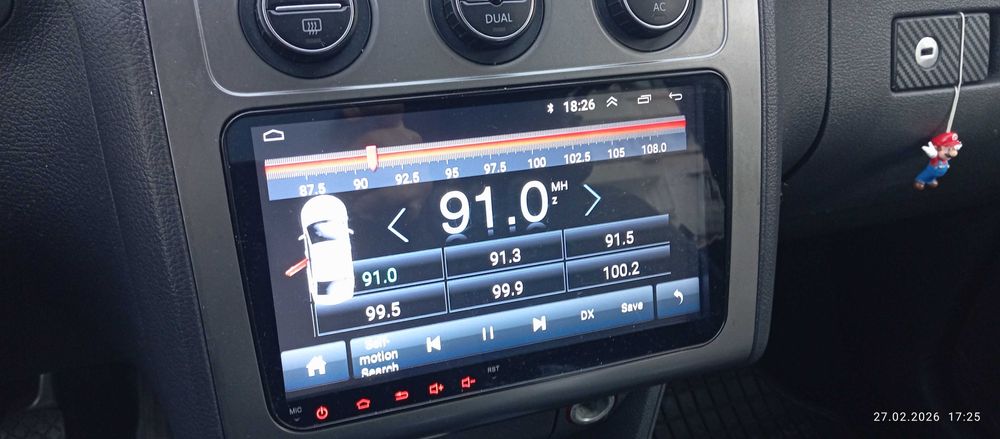 DUAL
AC
18:26
87.5 90 92.5 95 97.5 100 102.5 105 108.0
91.0 MH
z
91.0 91.3 91.5
99.5 99.9 100.2
Self-
motion
Search
DX Save
MIC
RST
27.02.2026 17:25